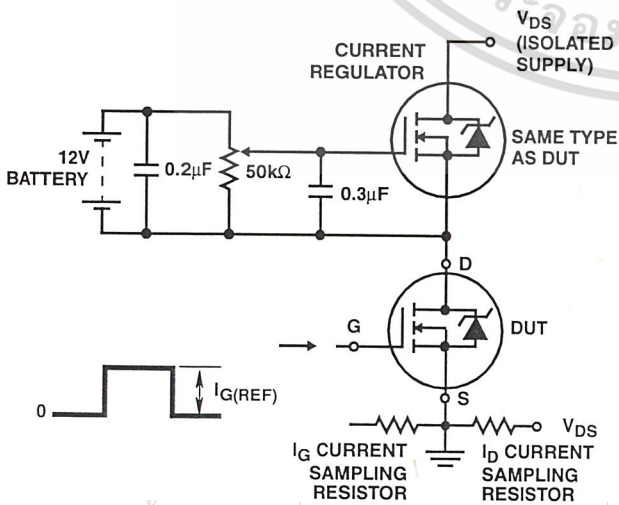 V_DS
(ISOLATED
SUPPLY)
CURRENT
REGULATOR
SAME TYPE
AS DUT
12V
BATTERY
0.2μF
50kΩ
0.3μF
D
G
DUT
I_G(REF)
0
S
V_DS
I_G CURRENT
SAMPLING
RESISTOR
I_D CURRENT
SAMPLING
RESISTOR